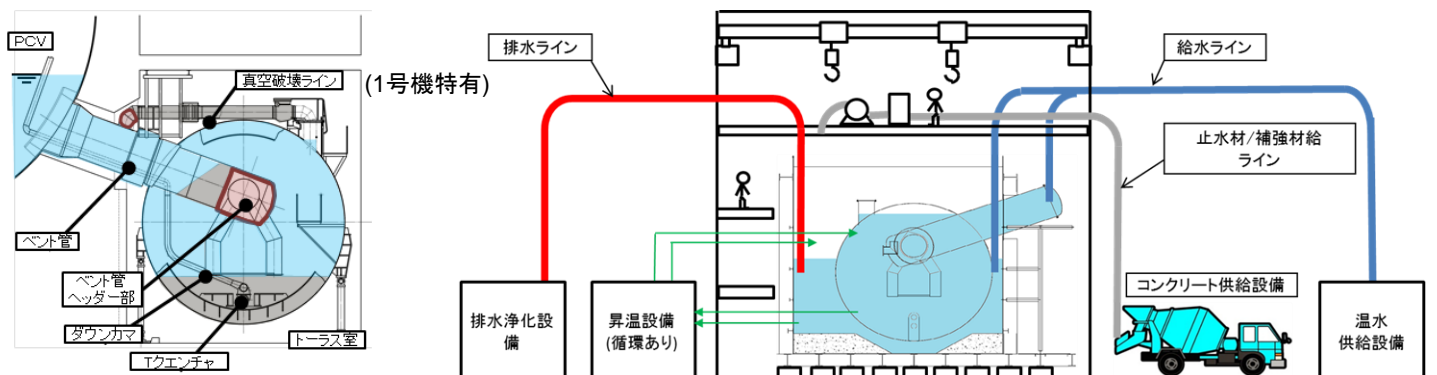 PCV
真空破壊ライン
(1号機特有)
ベント管
ベント管
ヘッダー部
ダウンカマ
Tクエンチャ
トーラス室
排水ライン
給水ライン
止水材/補強材給
ライン
排水浄化設
備
昇温設備
(循環あり)
コンクリート供給設備
温水
供給設備